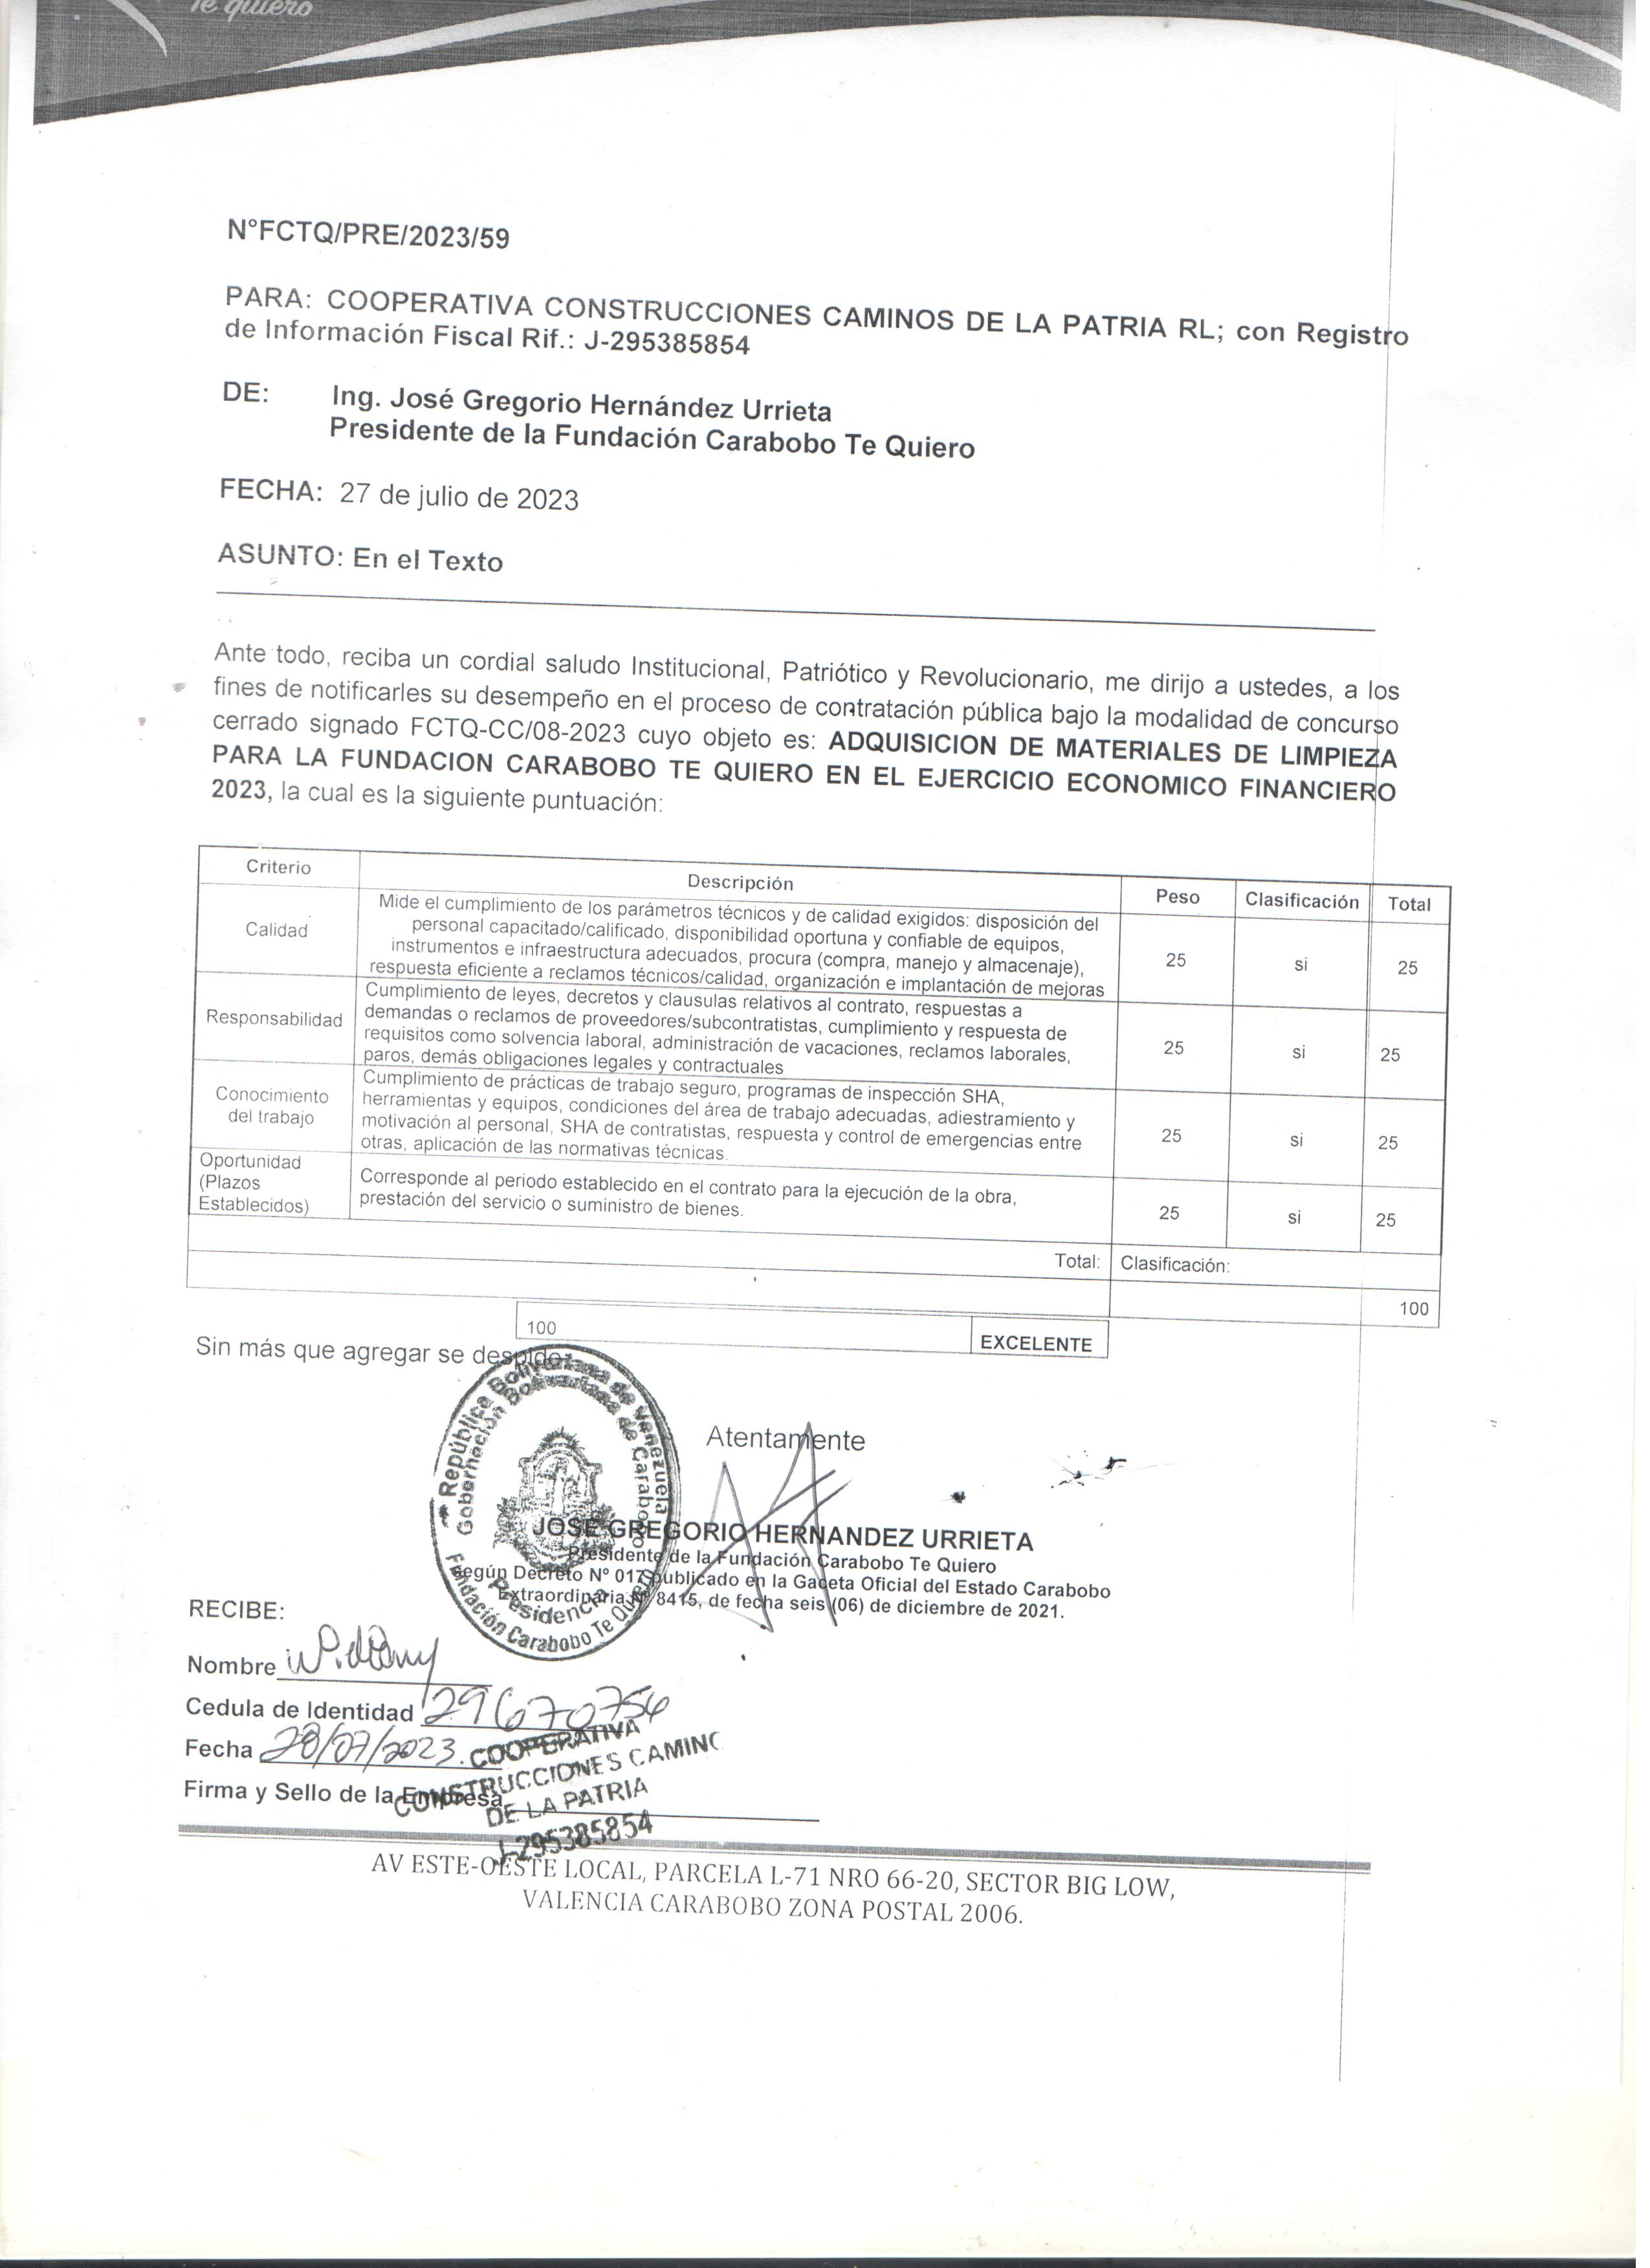 Te quiero
N°FCTQ/PRE/2023/59
PARA: COOPERATIVA CONSTRUCCIONES CAMINOS DE LA PATRIA RL; con Registro
de Información Fiscal Rif.: J-295385854
DE: Ing. José Gregorio Hernández Urrieta
Presidente de la Fundación Carabobo Te Quiero
FECHA: 27 de julio de 2023
ASUNTO: En el Texto
Ante todo, reciba un cordial saludo Institucional, Patriótico y Revolucionario, me dirijo a ustedes, a los
fines de notificarles su desempeño en el proceso de contratación pública bajo la modalidad de concurso
cerrado signado FCTQ-CC/08-2023 cuyo objeto es: ADQUISICION DE MATERIALES DE LIMPIEZA
PARA LA FUNDACION CARABOBO TE QUIERO EN EL EJERCICIO ECONOMICO FINANCIERO
2023, la cual es la siguiente puntuación:
Criterio Descripción Peso Clasificación Total
Calidad
Mide el cumplimiento de los parámetros técnicos y de calidad exigidos: disposición del
personal capacitado/calificado, disponibilidad oportuna y confiable de equipos,
instrumentos e infraestructura adecuados, procura (compra, manejo y almacenaje),
respuesta eficiente a reclamos técnicos/calidad, organización e implantación de mejoras
25 si 25
Responsabilidad
Cumplimiento de leyes, decretos y clausulas relativos al contrato, respuestas a
demandas o reclamos de proveedores/subcontratistas, cumplimiento y respuesta de
requisitos como solvencia laboral, administración de vacaciones, reclamos laborales,
paros, demás obligaciones legales y contractuales
25 si 25
Conocimiento
del trabajo
Cumplimiento de prácticas de trabajo seguro, programas de inspección SHA,
herramientas y equipos, condiciones del área de trabajo adecuadas, adiestramiento y
motivación al personal, SHA de contratistas, respuesta y control de emergencias entre
otras, aplicación de las normativas técnicas.
25 si 25
Oportunidad
(Plazos
Establecidos)
Corresponde al periodo establecido en el contrato para la ejecución de la obra,
prestación del servicio o suministro de bienes.
25 si 25
Total: Clasificación:
100
100 EXCELENTE
Sin más que agregar se despide
República Bolivariana de Venezuela
Gobernación Bolivariana de Carabobo
Presidencia
Fundación Carabobo Te Quiero
Atentamente
JOSE GREGORIO HERNANDEZ URRIETA
Presidente de la Fundación Carabobo Te Quiero
Según Decreto N° 017 publicado en la Gaceta Oficial del Estado Carabobo
Extraordinaria N° 8415, de fecha seis (06) de diciembre de 2021.
RECIBE:
Nombre
Cedula de Identidad 29670754
Fecha 28/07/2023.
Firma y Sello de la Empresa
COOPERATIVA
CONSTRUCCIONES CAMINO
DE LA PATRIA
J-295385854
AV ESTE-OESTE LOCAL, PARCELA L-71 NRO 66-20, SECTOR BIG LOW,
VALENCIA CARABOBO ZONA POSTAL 2006.